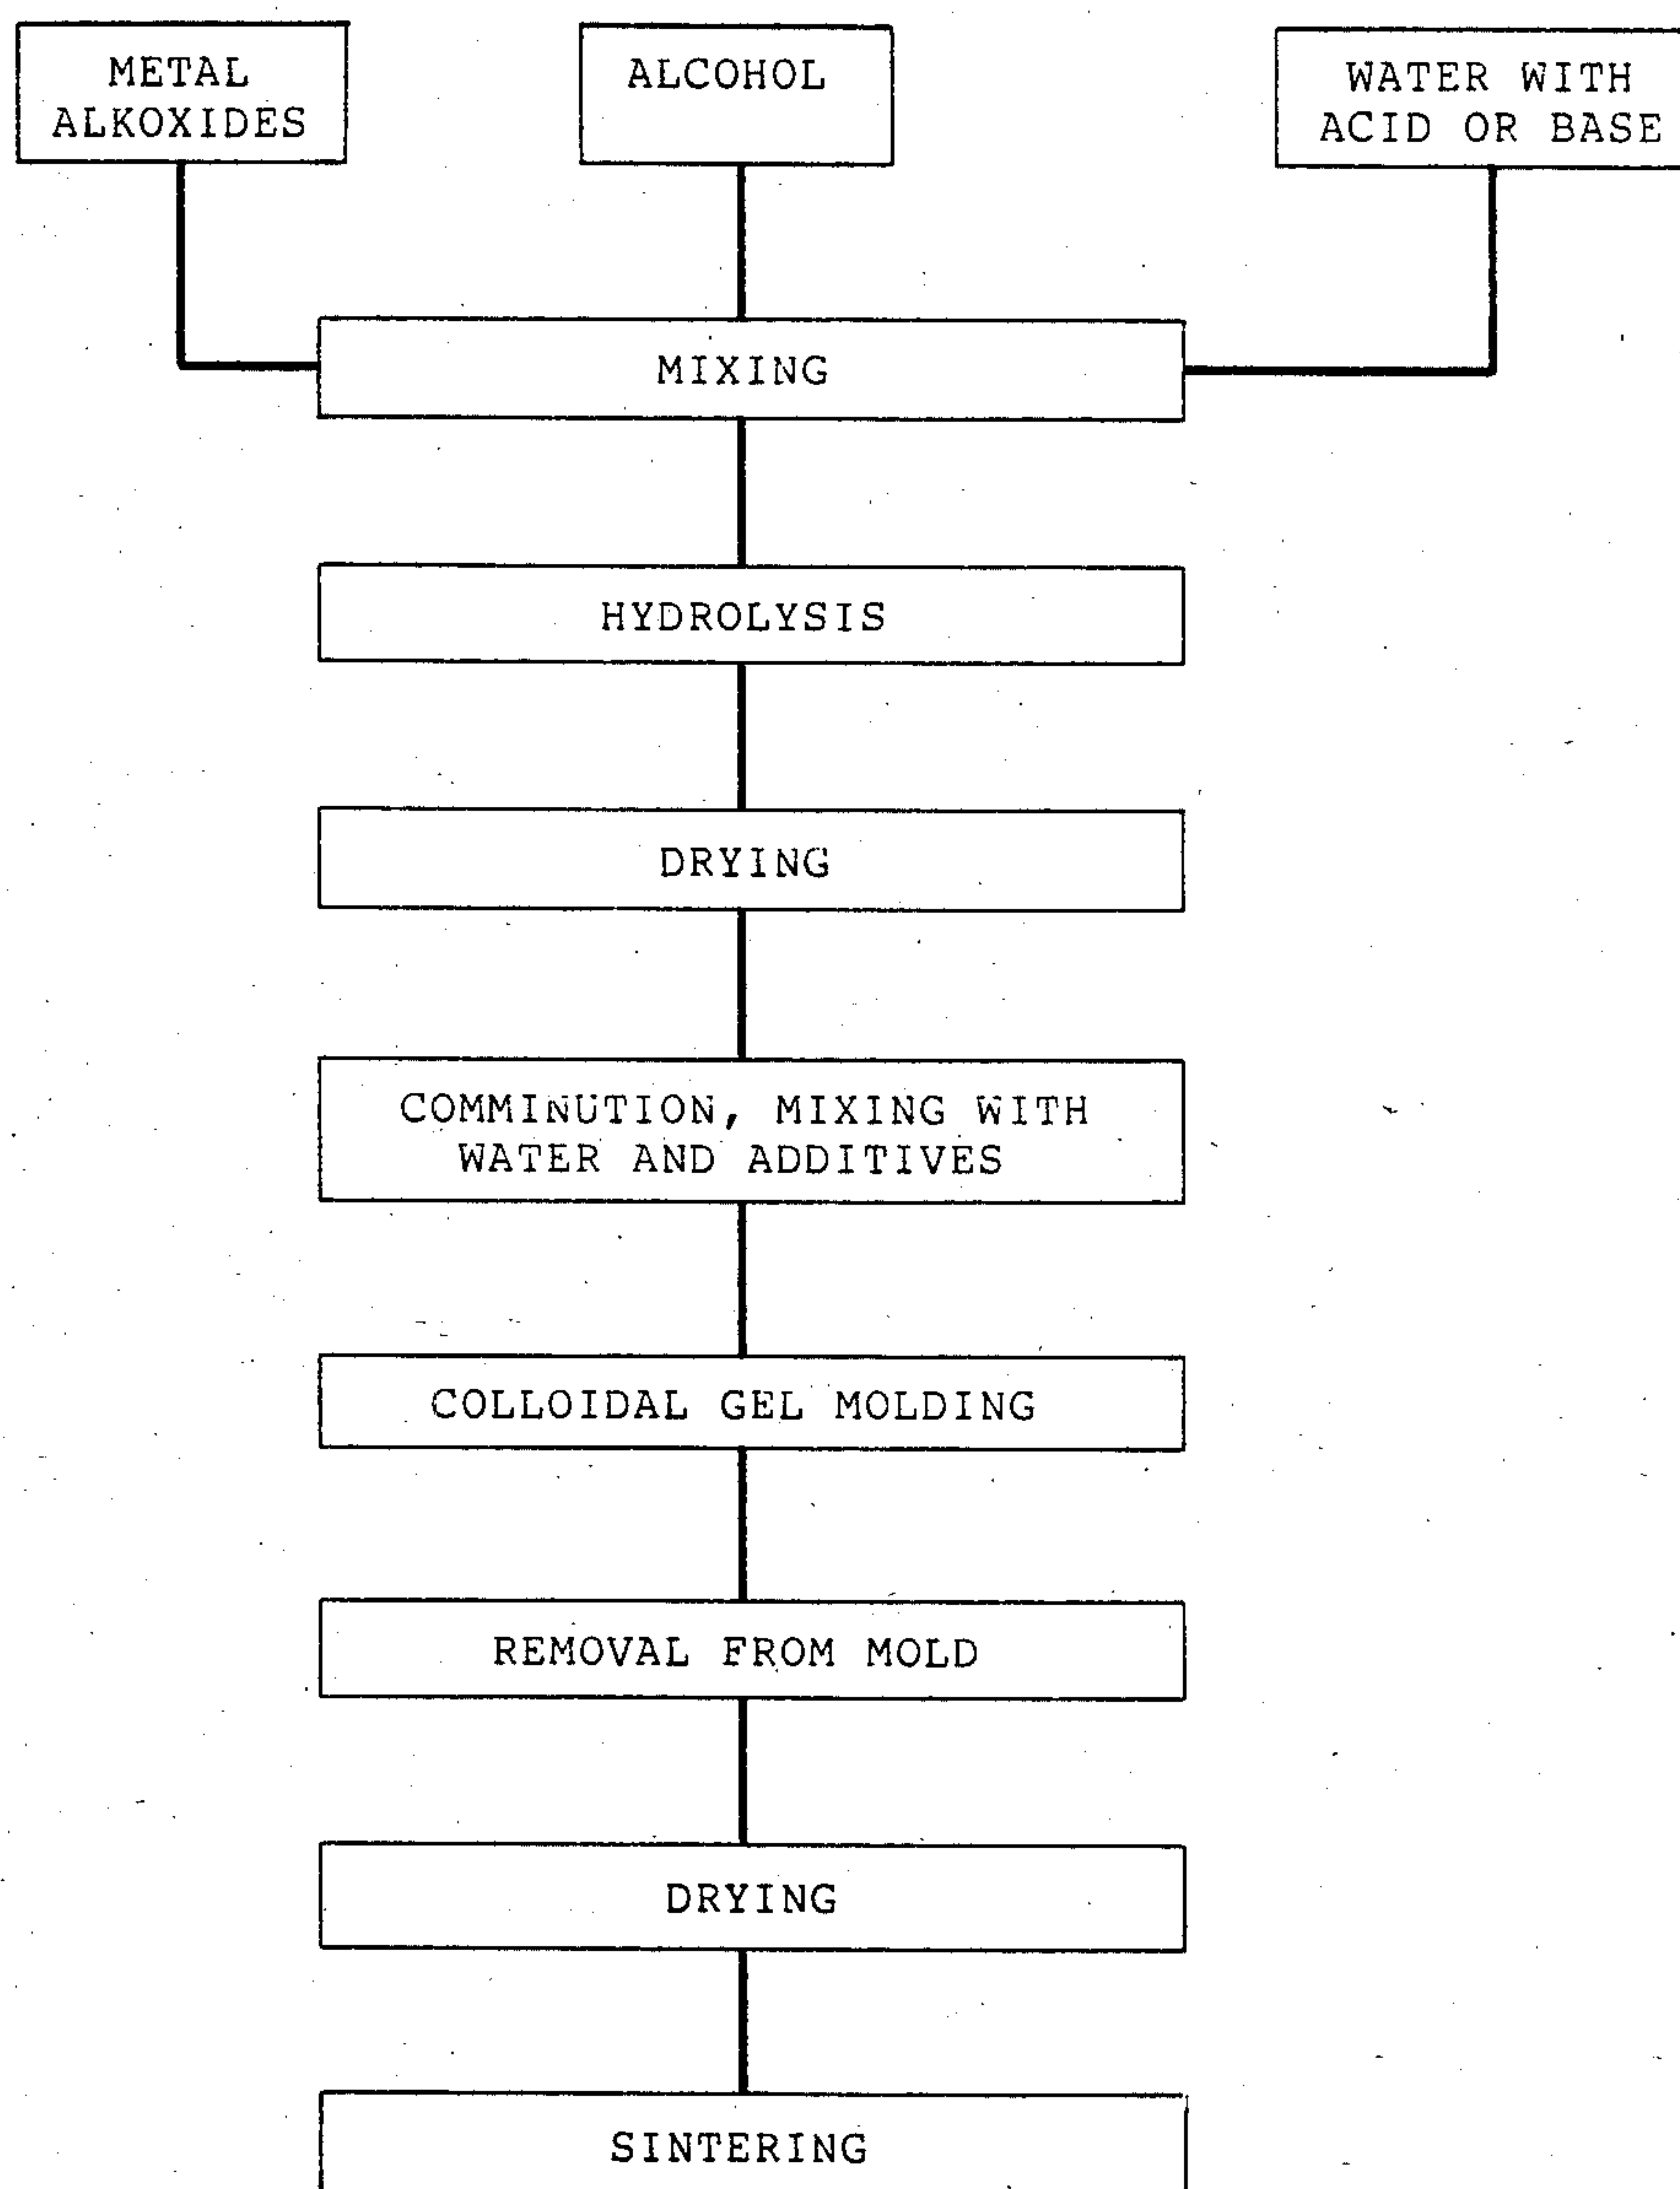 METAL
ALKOXIDES
ALCOHOL
WATER WITH
ACID OR BASE
MIXING
HYDROLYSIS
DRYING
COMMINUTION, MIXING WITH
WATER AND ADDITIVES
COLLOIDAL GEL MOLDING
REMOVAL FROM MOLD
DRYING
SINTERING